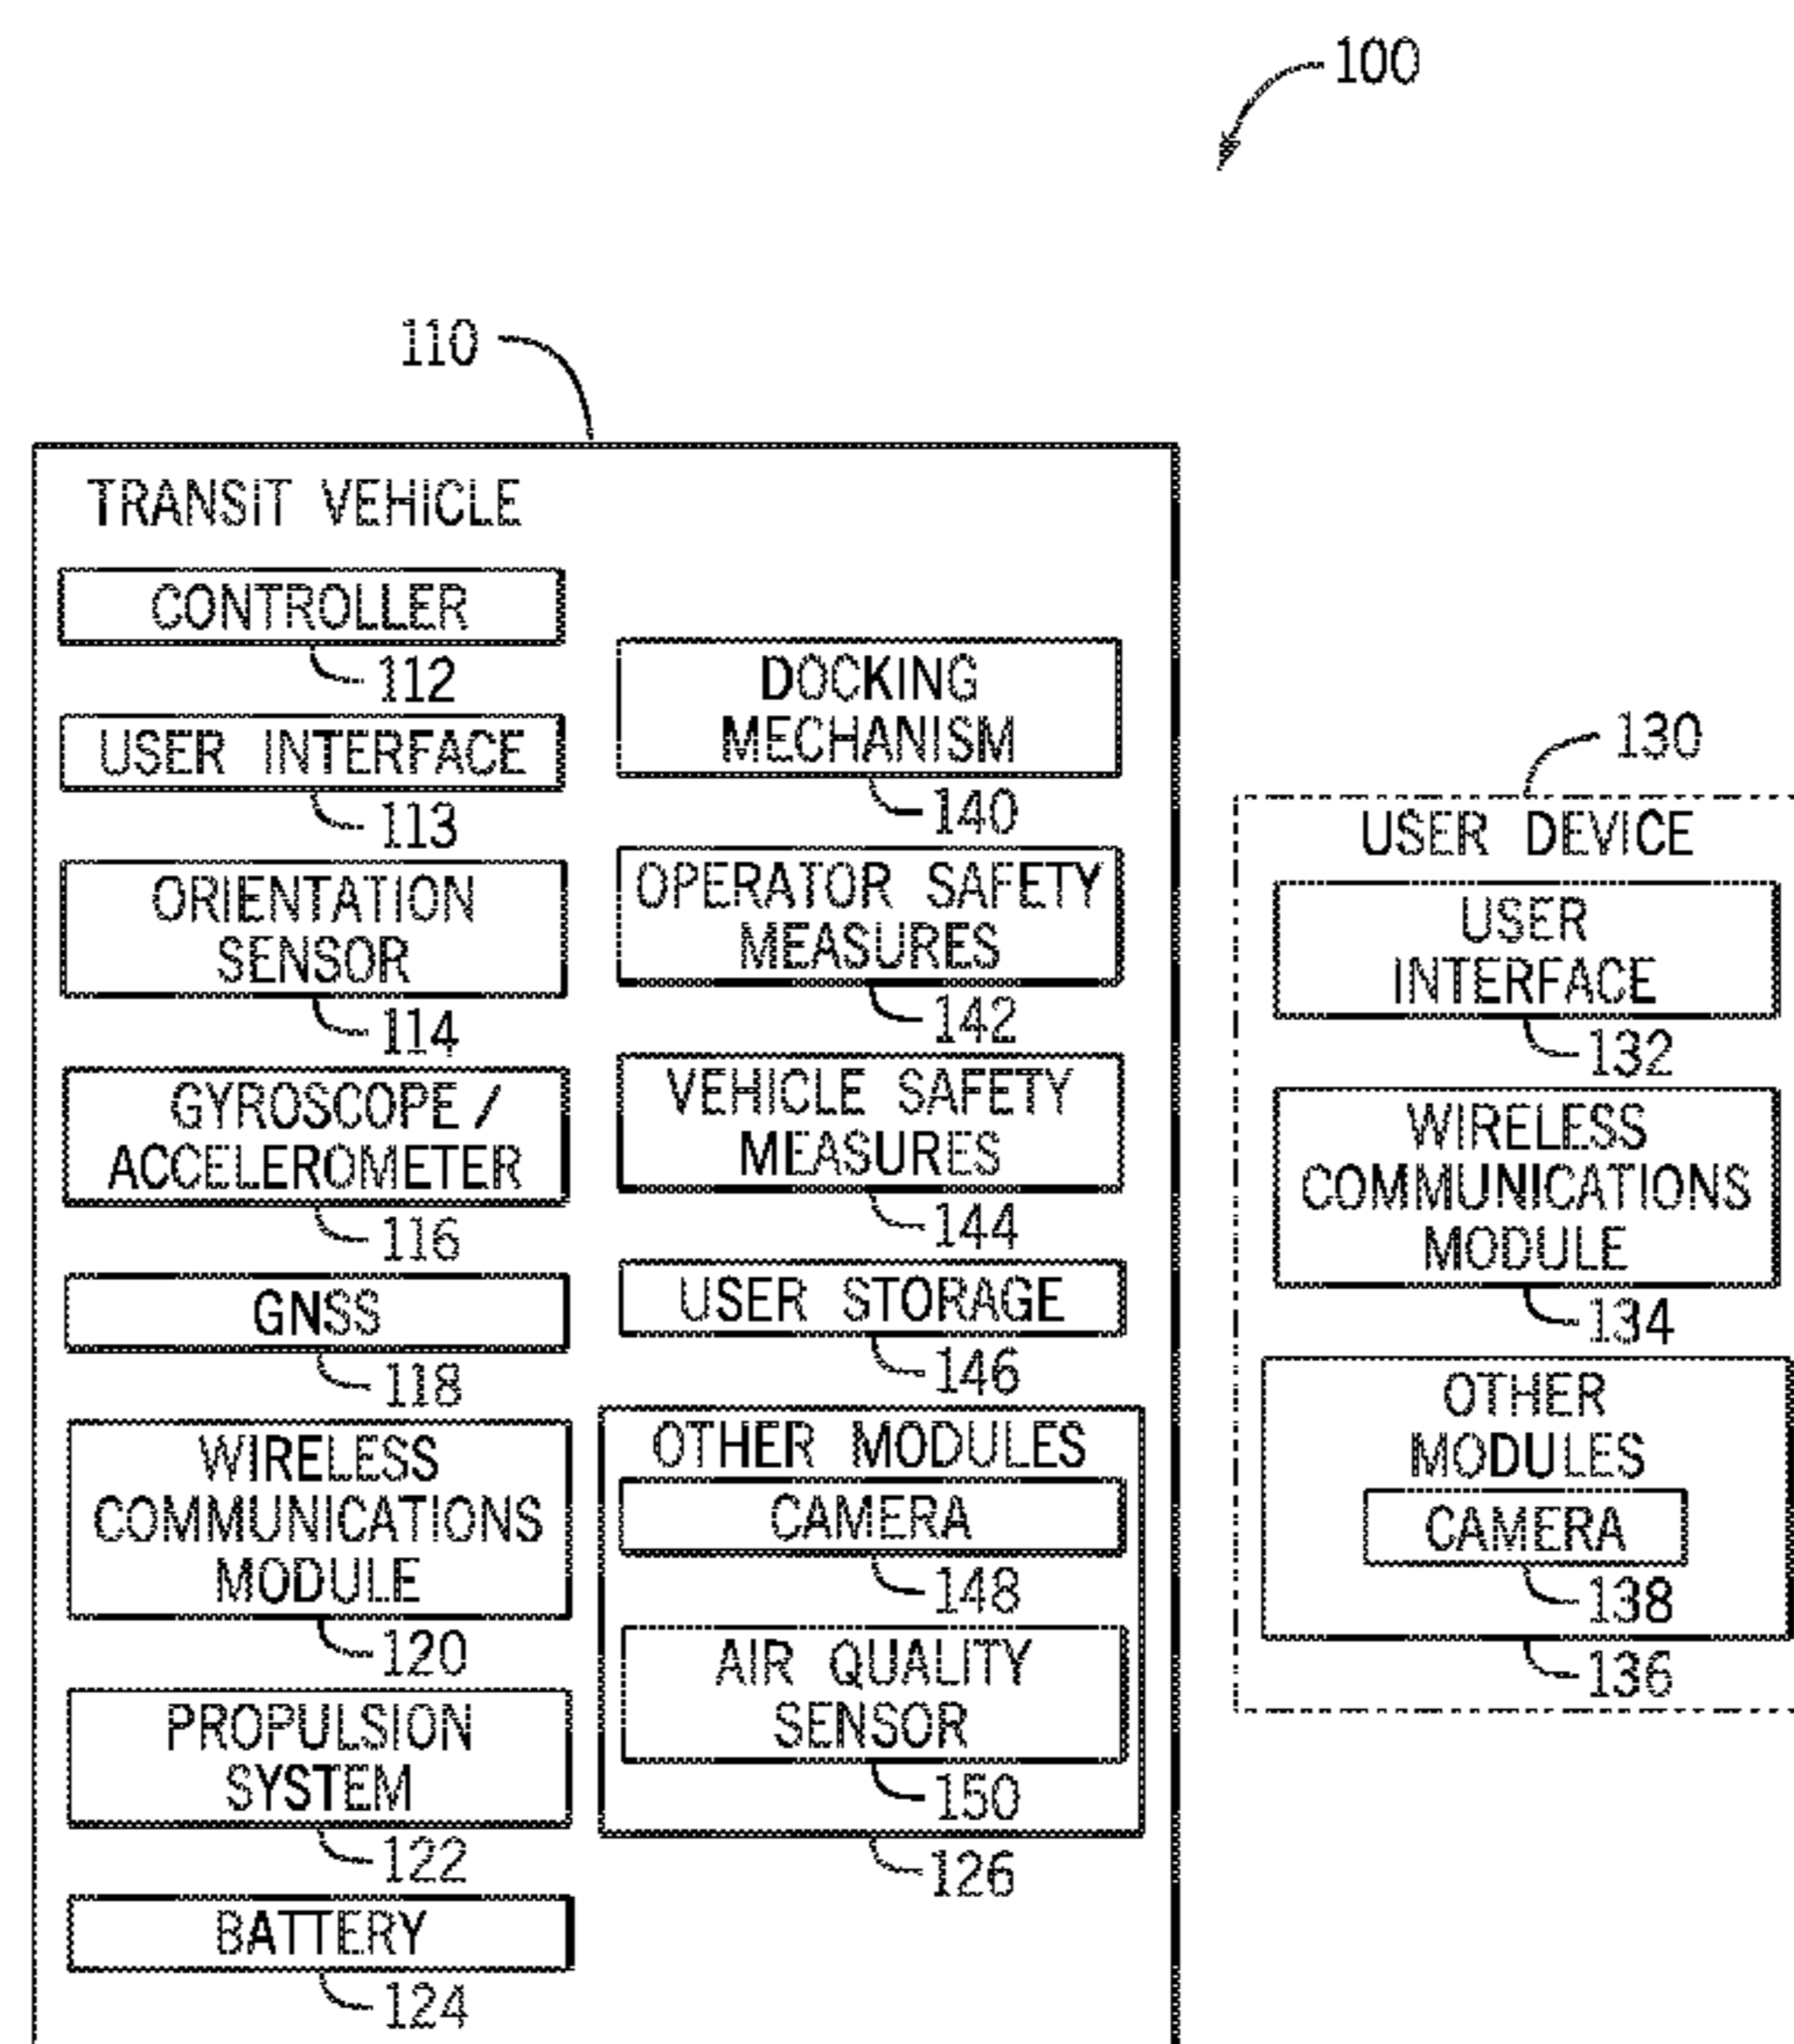 100
110
TRANSIT VEHICLE
CONTROLLER
112
USER INTERFACE
113
ORIENTATION
SENSOR
114
GYROSCOPE /
ACCELEROMETER
116
GNSS
118
WIRELESS
COMMUNICATIONS
MODULE
120
PROPULSION
SYSTEM
122
BATTERY
124
DOCKING
MECHANISM
140
OPERATOR SAFETY
MEASURES
142
VEHICLE SAFETY
MEASURES
144
USER STORAGE
146
OTHER MODULES
CAMERA
148
AIR QUALITY
SENSOR
150
126
130
USER DEVICE
USER
INTERFACE
132
WIRELESS
COMMUNICATIONS
MODULE
134
OTHER
MODULES
CAMERA
138
136